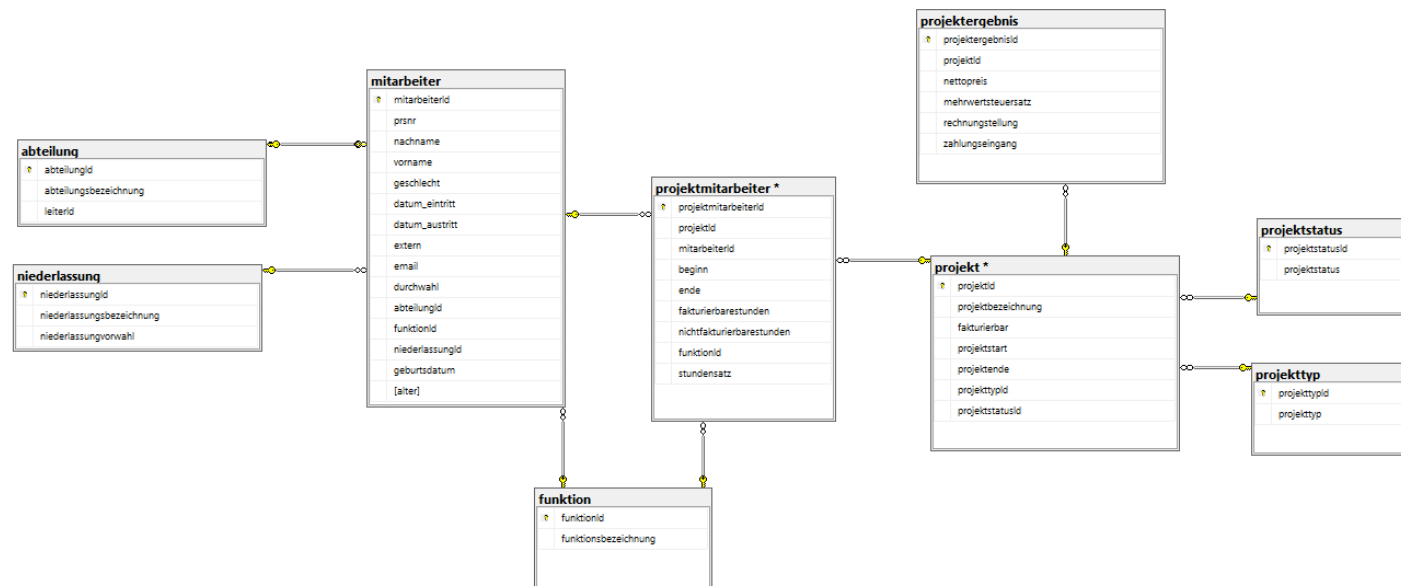 projektergebnis
projektergebnisId
projektId
nettopreis
mehrwertsteuersatz
rechnungstellung
zahlungseingang
mitarbeiter
mitarbeiterId
prsnr
nachname
vorname
geschlecht
datum_eintritt
datum_austritt
extern
email
durchwahl
abteilungId
funktionId
niederlassungId
geburtsdatum
[alter]
abteilung
abteilungId
abteilungsbezeichnung
leiterId
niederlassung
niederlassungId
niederlassungsbezeichnung
niederlassungvorwahl
projektmitarbeiter *
projektmitarbeiterId
projektId
mitarbeiterId
beginn
ende
fakturierbarestunden
nichtfakturierbarestunden
funktionId
stundensatz
projekt *
projektId
projektbezeichnung
fakturierbar
projektstart
projektende
projekttypId
projektstatusId
projektstatus
projektstatusId
projektstatus
projekttyp
projekttypId
projekttyp
funktion
funktionId
funktionsbezeichnung